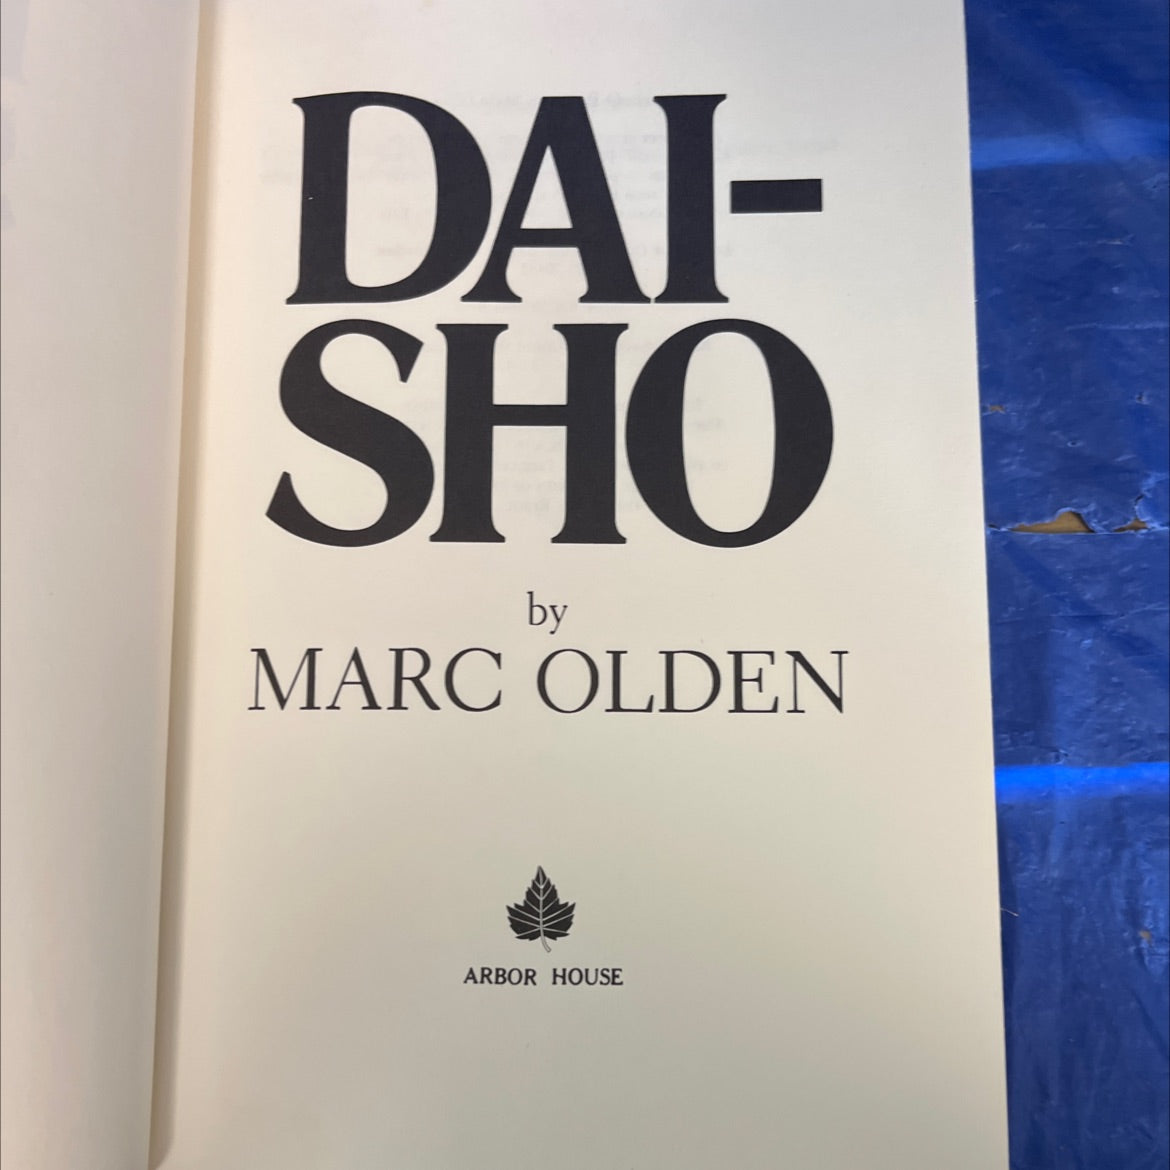 DAI-
SHO
by
MARC OLDEN
ARBOR HOUSE